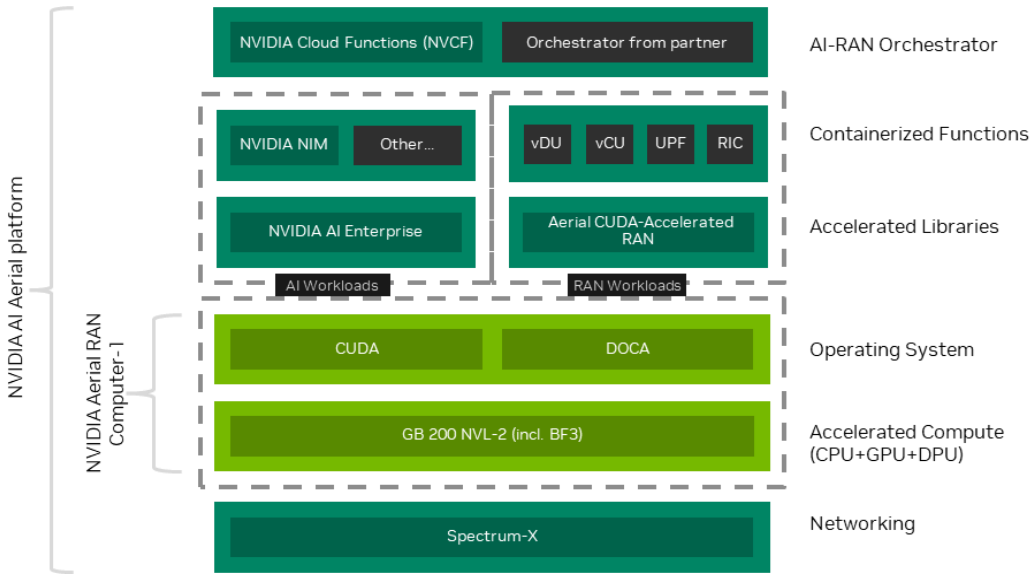 NVIDIA AI Aerial platform
NVIDIA Aerial RAN
Computer-1
NVIDIA Cloud Functions (NVCF)
Orchestrator from partner
AI-RAN Orchestrator
NVIDIA NIM
Other...
vDU
vCU
UPF
RIC
Containerized Functions
NVIDIA AI Enterprise
Aerial CUDA-Accelerated
RAN
Accelerated Libraries
AI Workloads
RAN Workloads
CUDA
DOCA
Operating System
GB 200 NVL-2 (incl. BF3)
Accelerated Compute
(CPU+GPU+DPU)
Spectrum-X
Networking